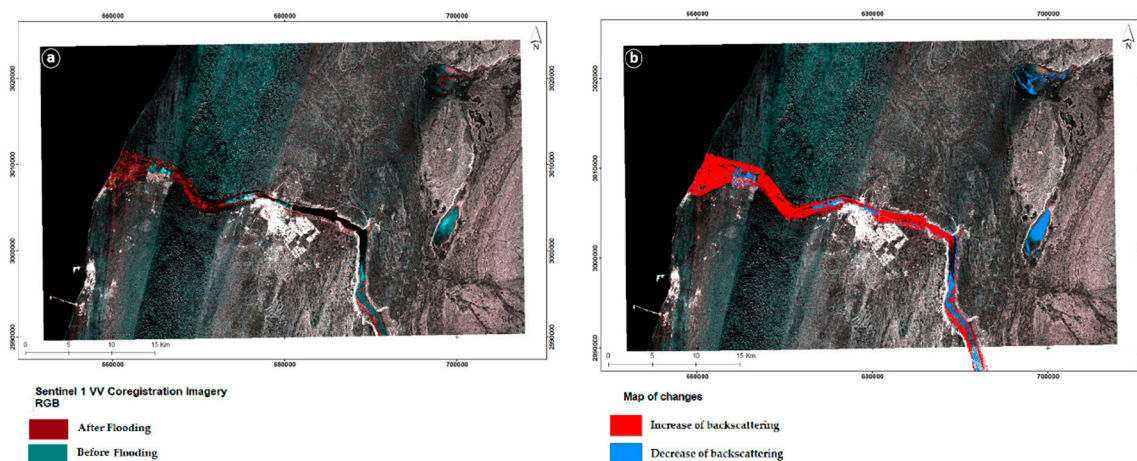 660000 680000 700000
a
N
3020000
3010000
3000000
2990000
0 5 10 15 Km
660000 680000 700000
Sentinel 1 VV Coregistration Imagery
RGB
After Flooding
Before Flooding
660000 680000 700000
b
N
3020000
3010000
3000000
2990000
0 5 10 15 Km
660000 680000 700000
Map of changes
Increase of backscattering
Decrease of backscattering